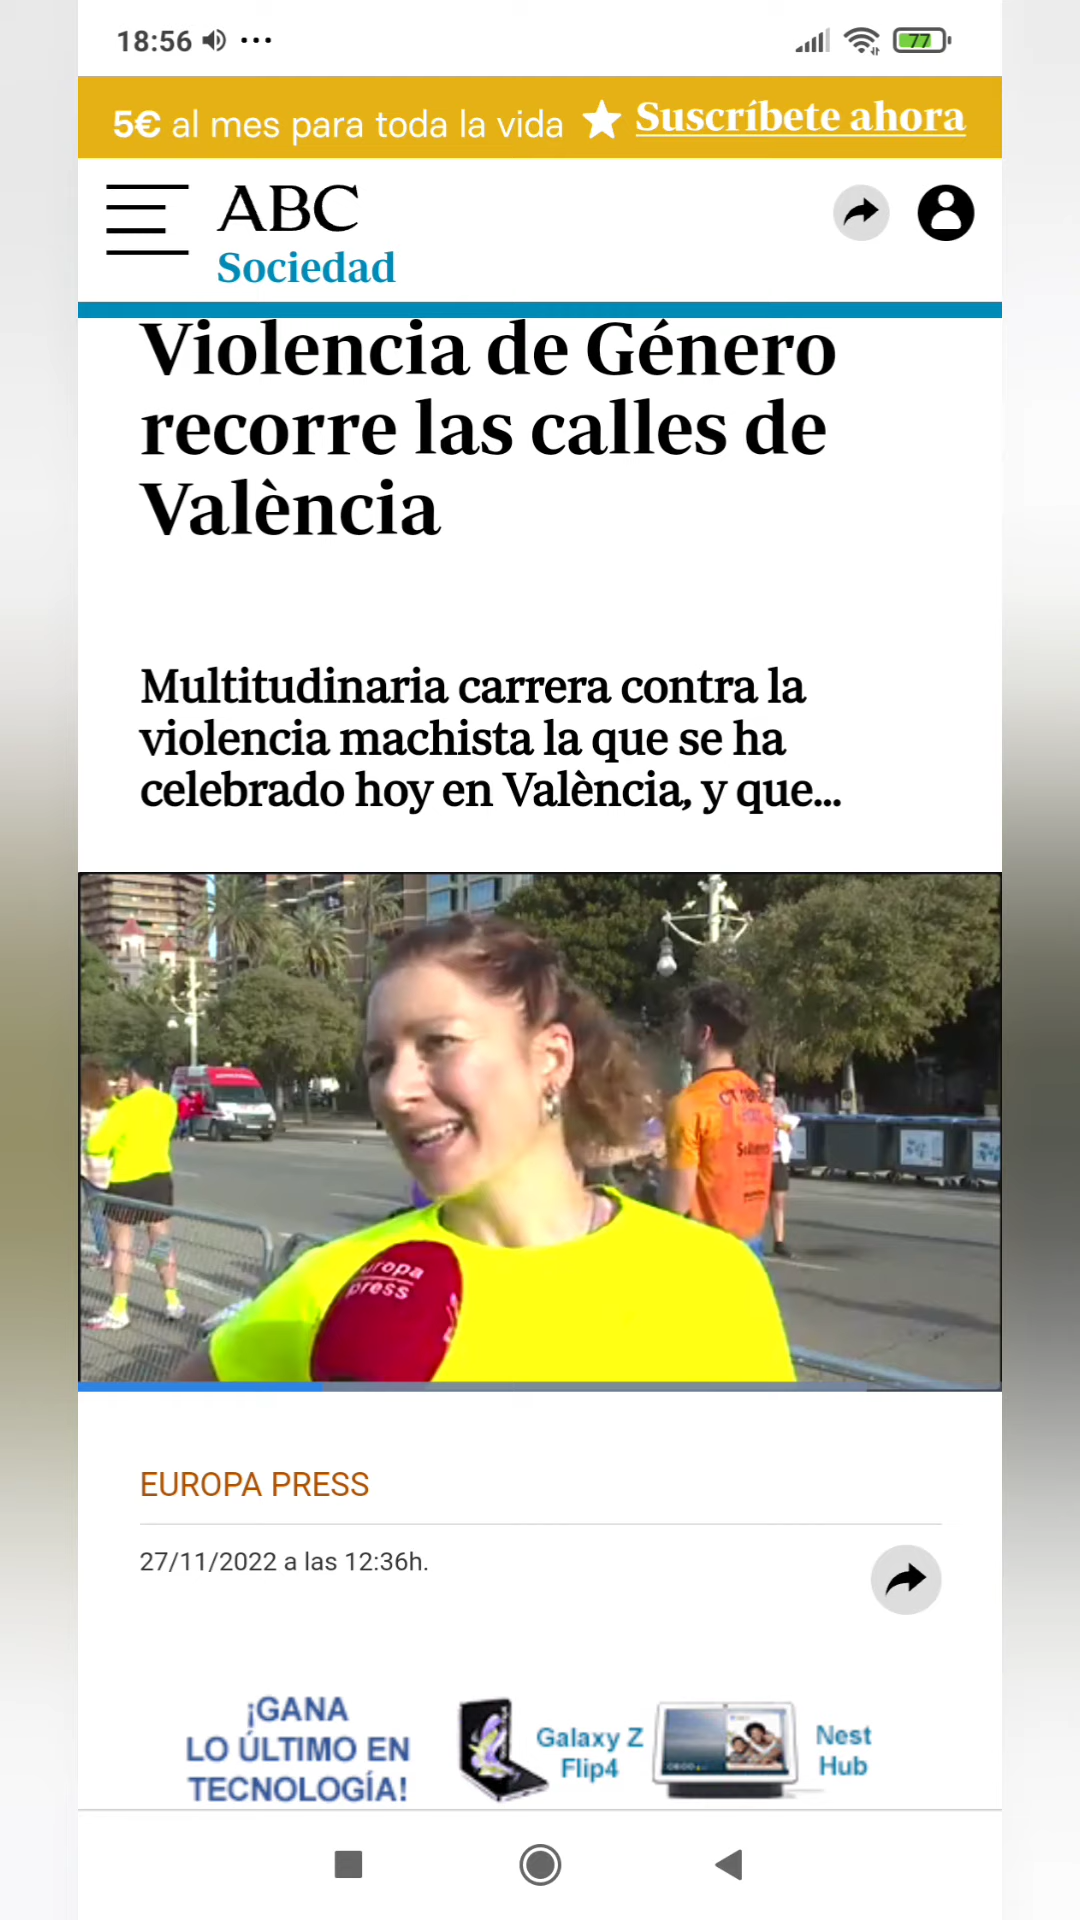 18:56
77
5€ al mes para toda la vida ★ Suscríbete ahora
ABC
Sociedad
Violencia de Género
recorre las calles de
València
Multitudinaria carrera contra la
violencia machista la que se ha
celebrado hoy en València, y que...
europa
press
EUROPA PRESS
27/11/2022 a las 12:36h.
¡GANA
LO ÚLTIMO EN
TECNOLOGÍA!
Galaxy Z
Flip4
Nest
Hub